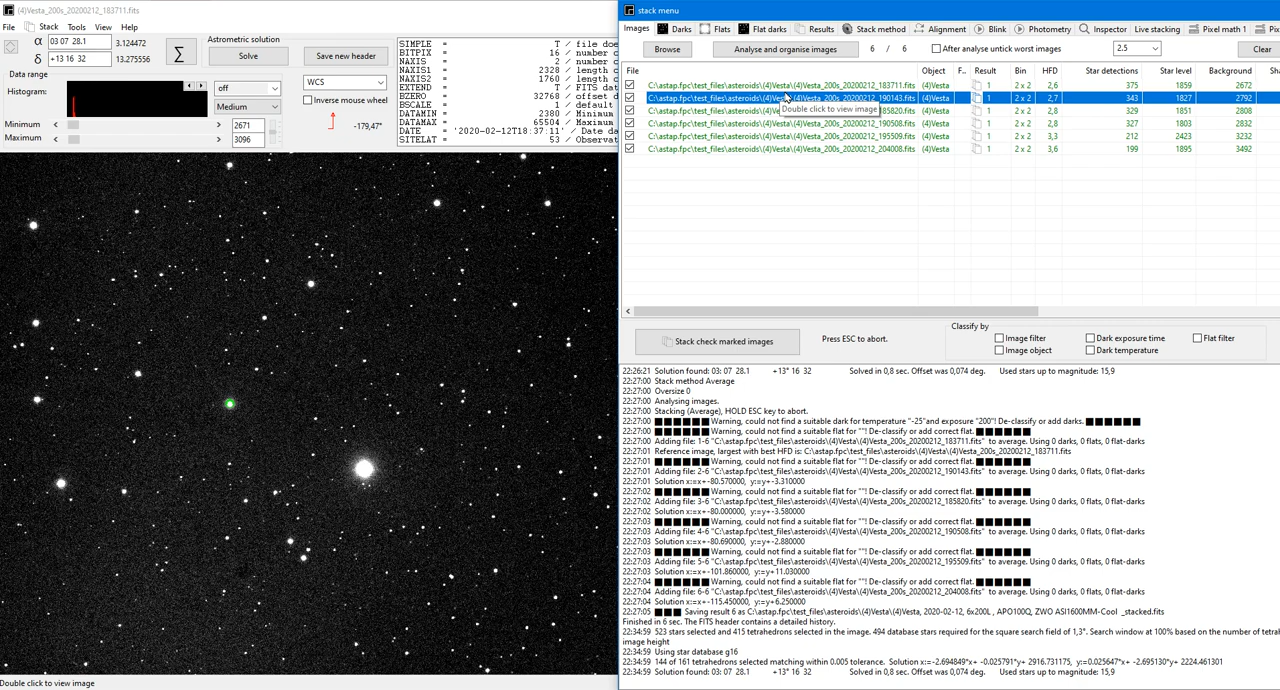 (4)Vesta_200s_20200212_183711.fits
File Stack Tools View Help
α 03 07 28.1 3.124472
δ +13 16 32 13.275556
Σ
Astrometric solution
Solve
Save new header
Data range
Histogram:
off
Medium
WCS
Inverse mouse wheel
Minimum < > 2671
Maximum < > 3096
-179,47°
SIMPLE = T / file doe
BITPIX = 16 / number o
NAXIS = 2 / number o
NAXIS1 = 2328 / length o
NAXIS2 = 1760 / length o
EXTEND = T / FITS dat
BZERO = 32768 / offset d
BSCALE = 1 / default
DATAMIN = 2380 / Minimum
DATAMAX = 65504 / Maximum
DATE = '2020-02-12T18:37:11' / Date da
SITELAT = 53 / Observat
Double click to view image
stack menu
Images Darks Flats Flat darks Results Stack method Alignment Blink Photometry Inspector Live stacking Pixel math 1 Pix
Browse Analyse and organise images 6 / 6 After analyse untick worst images 2.5 Clear
File Object F.. Result Bin HFD Star detections Star level Background Sha
C:\astap.fpc\test_files\asteroids\(4)Vesta\(4)Vesta_200s_20200212_183711.fits (4)Vesta 1 2 x 2 2,6 375 1859 2672
C:\astap.fpc\test_files\asteroids\(4)Vesta\(4)Vesta_200s_20200212_190143.fits (4)Vesta 1 2 x 2 2,7 343 1827 2792
C:\astap.fpc\test_files\asteroids\(4)Ve 185820.fits (4)Vesta 1 2 x 2 2,8 329 1851 2808
Double click to view image
C:\astap.fpc\test_files\asteroids\(4)Vesta\(4)Vesta_200s_20200212_190508.fits (4)Vesta 1 2 x 2 2,8 327 1803 2832
C:\astap.fpc\test_files\asteroids\(4)Vesta\(4)Vesta_200s_20200212_195509.fits (4)Vesta 1 2 x 2 3,3 212 2423 3232
C:\astap.fpc\test_files\asteroids\(4)Vesta\(4)Vesta_200s_20200212_204008.fits (4)Vesta 1 2 x 2 3,6 199 1895 3492
Stack check marked images
Press ESC to abort.
Classify by
Image filter Dark exposure time Flat filter
Image object Dark temperature
22:26:21 Solution found: 03: 07 28.1 +13° 16 32 Solved in 0,8 sec. Offset was 0,074 deg. Used stars up to magnitude: 15,9
22:27:00 Stack method Average
22:27:00 Oversize 0
22:27:00 Analysing images.
22:27:00 Stacking (Average), HOLD ESC key to abort.
22:27:00 ██████ Warning, could not find a suitable dark for temperature "-25"and exposure "200"! De-classify or add darks. ██████
22:27:00 ██████ Warning, could not find a suitable flat for ""! De-classify or add correct flat. ██████
22:27:00 Adding file: 1-6 "C:\astap.fpc\test_files\asteroids\(4)Vesta\(4)Vesta_200s_20200212_183711.fits" to average. Using 0 darks, 0 flats, 0 flat-darks
22:27:01 Reference image, largest with best HFD is: C:\astap.fpc\test_files\asteroids\(4)Vesta\(4)Vesta_200s_20200212_183711.fits
22:27:01 ██████ Warning, could not find a suitable flat for ""! De-classify or add correct flat. ██████
22:27:01 Adding file: 2-6 "C:\astap.fpc\test_files\asteroids\(4)Vesta\(4)Vesta_200s_20200212_190143.fits" to average. Using 0 darks, 0 flats, 0 flat-darks
22:27:01 Solution x:=x+-80.570000, y:=y+-3.310000
22:27:02 ██████ Warning, could not find a suitable flat for ""! De-classify or add correct flat. ██████
22:27:02 Adding file: 3-6 "C:\astap.fpc\test_files\asteroids\(4)Vesta\(4)Vesta_200s_20200212_185820.fits" to average. Using 0 darks, 0 flats, 0 flat-darks
22:27:02 Solution x:=x+-80.000000, y:=y+-3.580000
22:27:03 ██████ Warning, could not find a suitable flat for ""! De-classify or add correct flat. ██████
22:27:03 Adding file: 4-6 "C:\astap.fpc\test_files\asteroids\(4)Vesta\(4)Vesta_200s_20200212_190508.fits" to average. Using 0 darks, 0 flats, 0 flat-darks
22:27:03 Solution x:=x+-80.690000, y:=y+-2.880000
22:27:03 ██████ Warning, could not find a suitable flat for ""! De-classify or add correct flat. ██████
22:27:03 Adding file: 5-6 "C:\astap.fpc\test_files\asteroids\(4)Vesta\(4)Vesta_200s_20200212_195509.fits" to average. Using 0 darks, 0 flats, 0 flat-darks
22:27:03 Solution x:=x+-101.860000, y:=y+11.030000
22:27:04 ██████ Warning, could not find a suitable flat for ""! De-classify or add correct flat. ██████
22:27:04 Adding file: 6-6 "C:\astap.fpc\test_files\asteroids\(4)Vesta\(4)Vesta_200s_20200212_204008.fits" to average. Using 0 darks, 0 flats, 0 flat-darks
22:27:04 Solution x:=x+-115.450000, y:=y+6.250000
22:27:05 ███ Saving result 6 as C:\astap.fpc\test_files\asteroids\(4)Vesta\(4)Vesta, 2020-02-12, 6x200L , APO100Q, ZWO ASI1600MM-Cool _stacked.fits
Finished in 6 sec. The FITS header contains a detailed history.
22:34:59 523 stars selected and 415 tetrahedrons selected in the image. 494 database stars required for the square search field of 1,3°. Search window at 100% based on the number of tetrah
image height
22:34:59 Using star database g16
22:34:59 144 of 161 tetrahedrons selected matching within 0.005 tolerance. Solution x:=-2.694849*x+ -0.025791*y+ 2916.731175, y:=0.025647*x+ -2.695130*y+ 2224.461301
22:34:59 Solution found: 03: 07 28.1 +13° 16 32 Solved in 0,8 sec. Offset was 0,074 deg. Used stars up to magnitude: 15,9